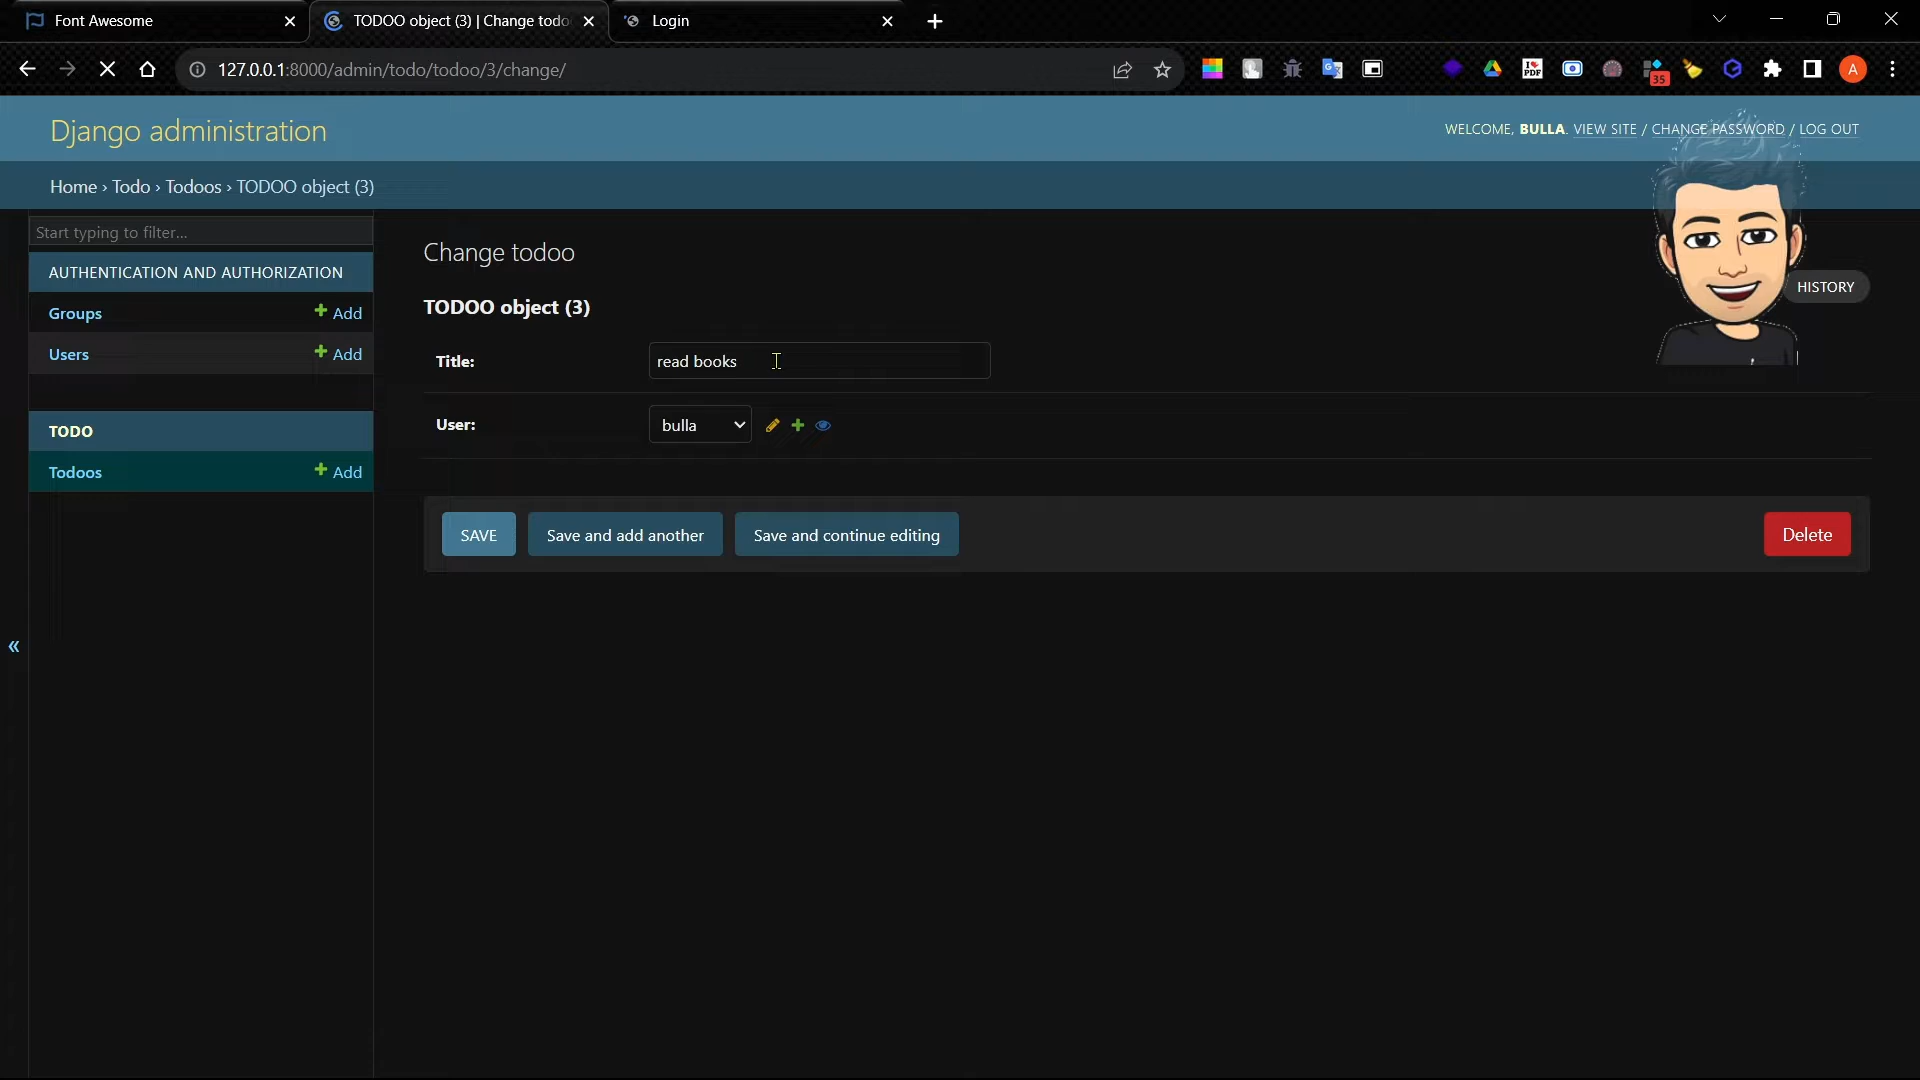 Font Awesome
TODOO object (3) | Change todo
Login
127.0.0.1:8000/admin/todo/todoo/3/change/
I PDF
35
A
Django administration
WELCOME, BULLA. VIEW SITE / CHANGE PASSWORD / LOG OUT
Home › Todo › Todoos › TODOO object (3)
Start typing to filter...
AUTHENTICATION AND AUTHORIZATION
Groups
+ Add
Users
+ Add
TODO
Todoos
+ Add
«
Change todoo
TODOO object (3)
HISTORY
Title:
read books
User:
bulla
SAVE
Save and add another
Save and continue editing
Delete